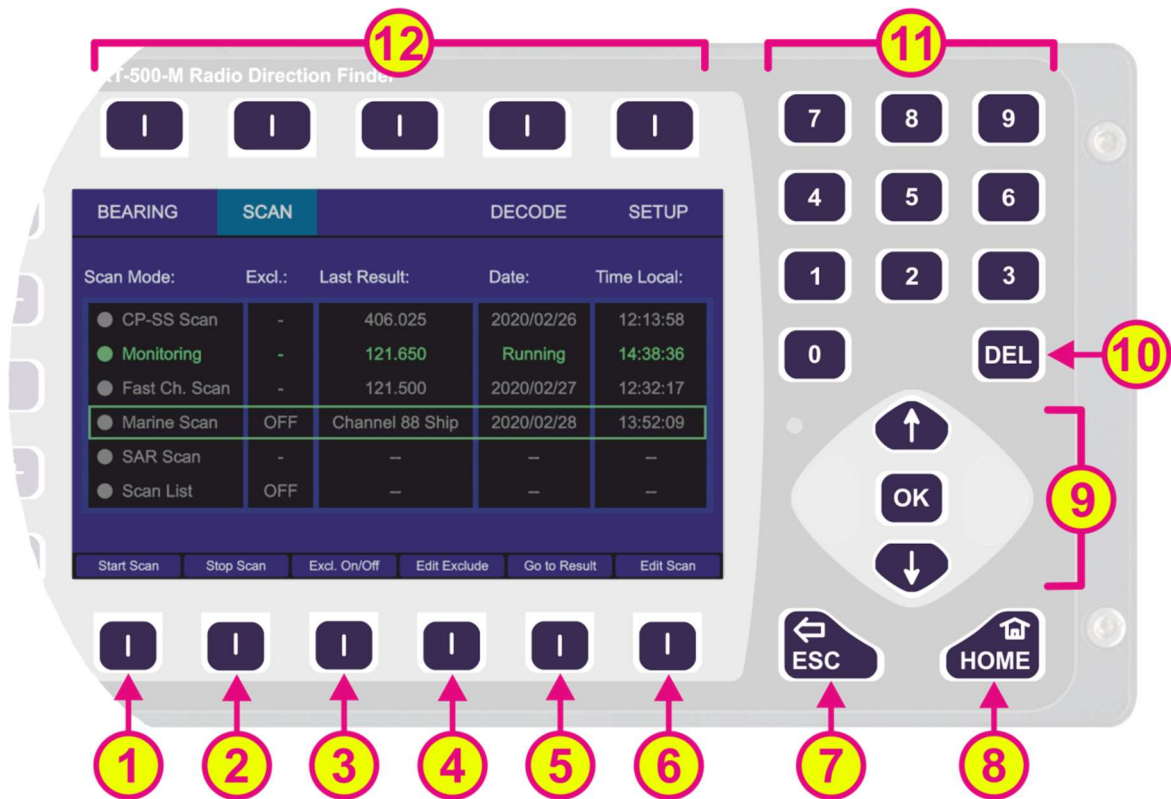 12
11
T-500-M Radio Direction Finder
7 8 9
4 5 6
1 2 3
0 DEL
10
BEARING SCAN DECODE SETUP
Scan Mode: Excl.: Last Result: Date: Time Local:
CP-SS Scan - 406.025 2020/02/26 12:13:58
Monitoring - 121.650 Running 14:38:36
Fast Ch. Scan - 121.500 2020/02/27 12:32:17
Marine Scan OFF Channel 88 Ship 2020/02/28 13:52:09
SAR Scan - -- -- --
Scan List OFF -- -- --
Start Scan Stop Scan Excl. On/Off Edit Exclude Go to Result Edit Scan
OK
9
ESC HOME
1 2 3 4 5 6 7 8